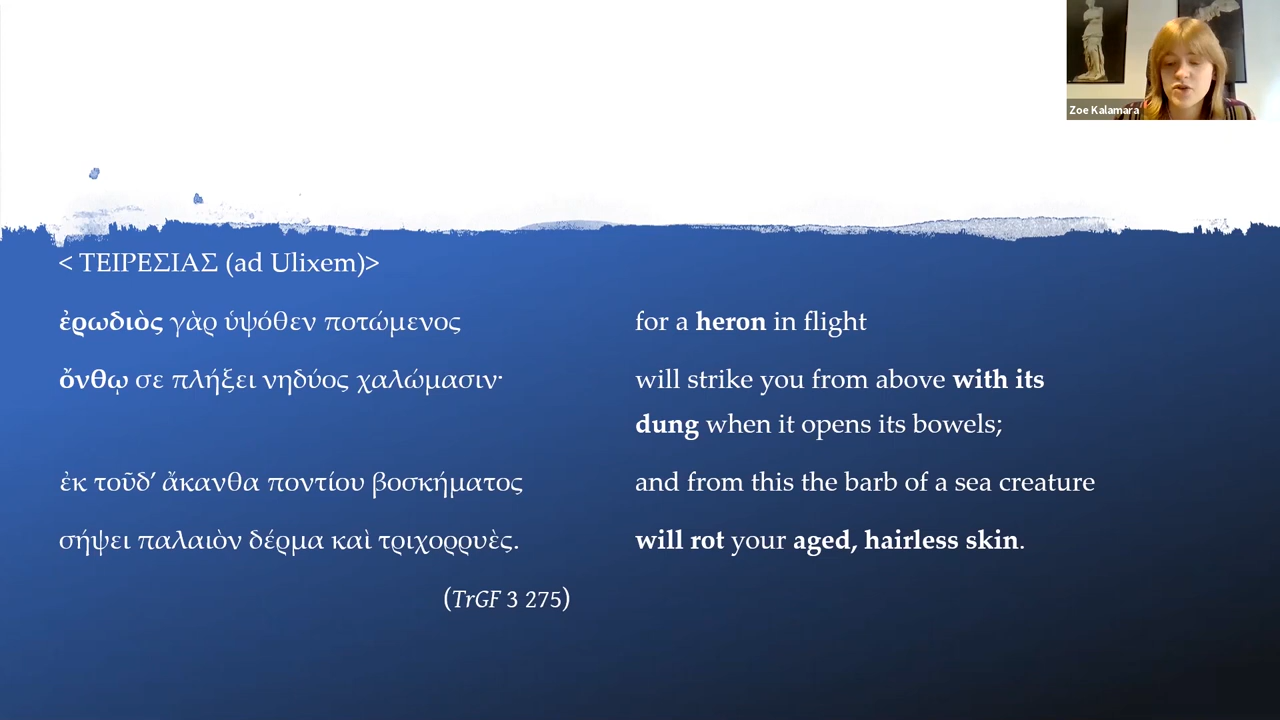 Zoe Kalamara
< ΤΕΙΡΕΣΙΑΣ (ad Ulixem)>
ἐρωδιὸς γὰρ ὑψόθεν ποτώμενος
ὄνθῳ σε πλήξει νηδύος χαλώμασιν·
ἐκ τοῦδ’ ἄκανθα ποντίου βοσκήματος
σήψει παλαιὸν δέρμα καὶ τριχορρυὲς.
(TrGF 3 275)
for a heron in flight
will strike you from above with its
dung when it opens its bowels;
and from this the barb of a sea creature
will rot your aged, hairless skin.